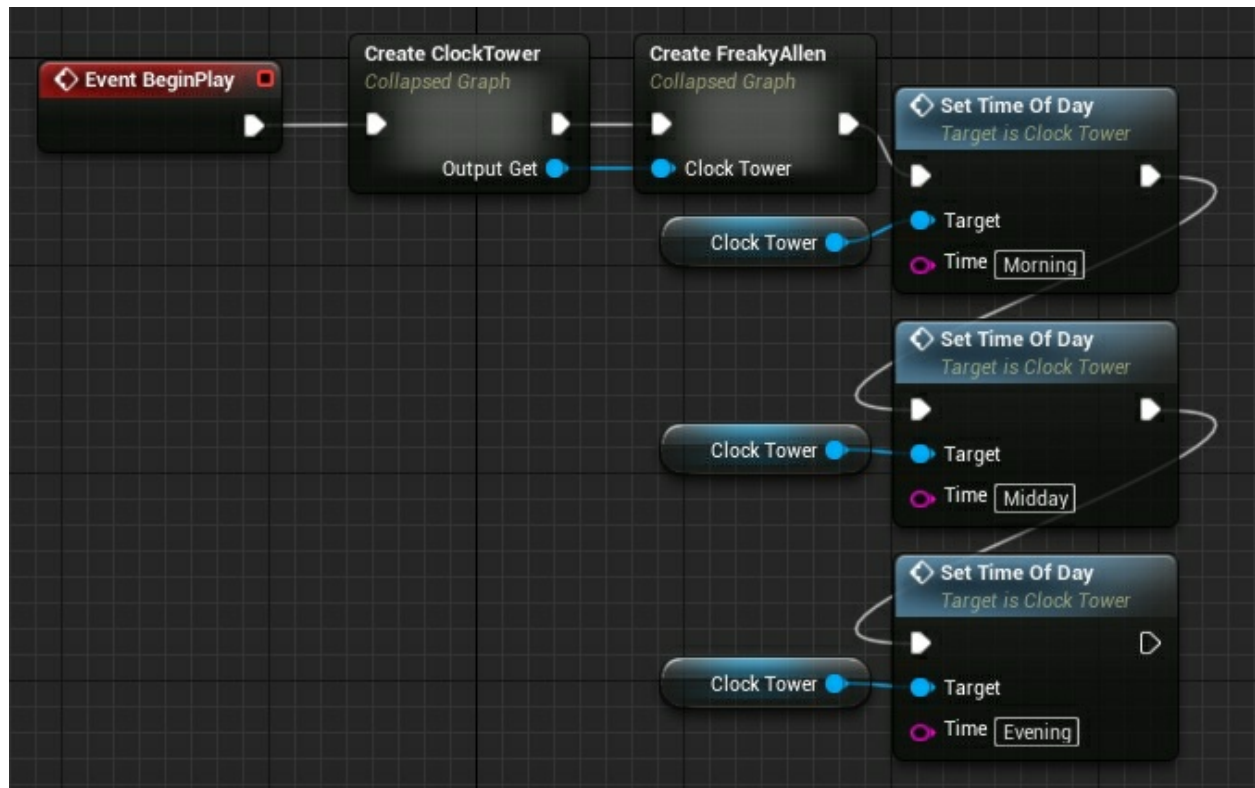 Event BeginPlay
Create ClockTower
Collapsed Graph
Output Get
Create FreakyAllen
Collapsed Graph
Clock Tower
Set Time Of Day
Target is Clock Tower
Clock Tower
Target
Time Morning
Set Time Of Day
Target is Clock Tower
Clock Tower
Target
Time Midday
Set Time Of Day
Target is Clock Tower
Clock Tower
Target
Time Evening